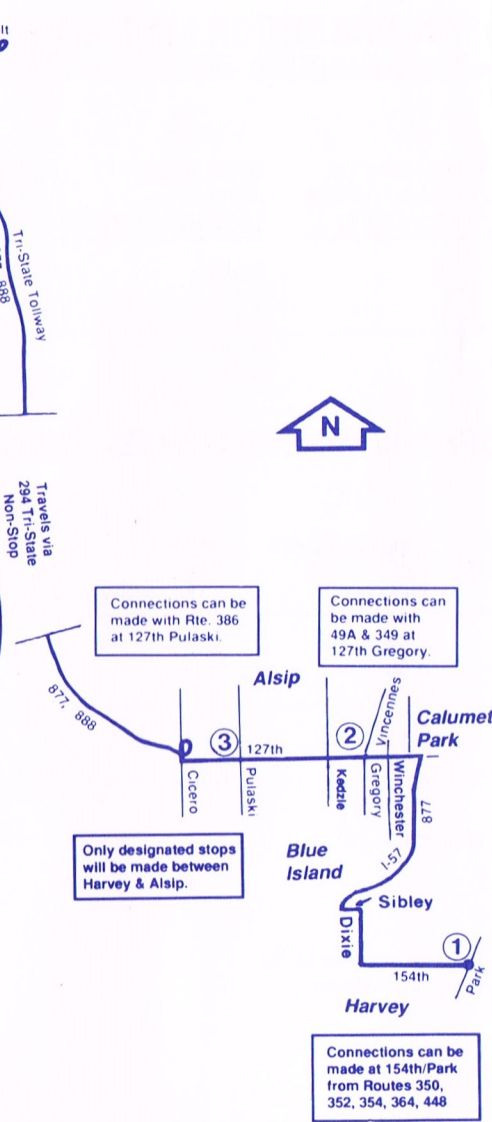 Tri-State Tollway
888
N
Travels via
294 Tri-State
Non-Stop
Connections can be
made with Rte. 386
at 127th Pulaski.
Connections can
be made with
49A & 349 at
127th Gregory.
Alsip
Vincennes
Calumet
Park
877, 888
3
127th
2
Cicero
Pulaski
Kedzie
Gregory
Winchester
877
Only designated stops
will be made between
Harvey & Alsip.
Blue
Island
I-57
Sibley
Dixie
1
154th
Park
Harvey
Connections can be
made at 154th/Park
from Routes 350,
352, 354, 364, 448